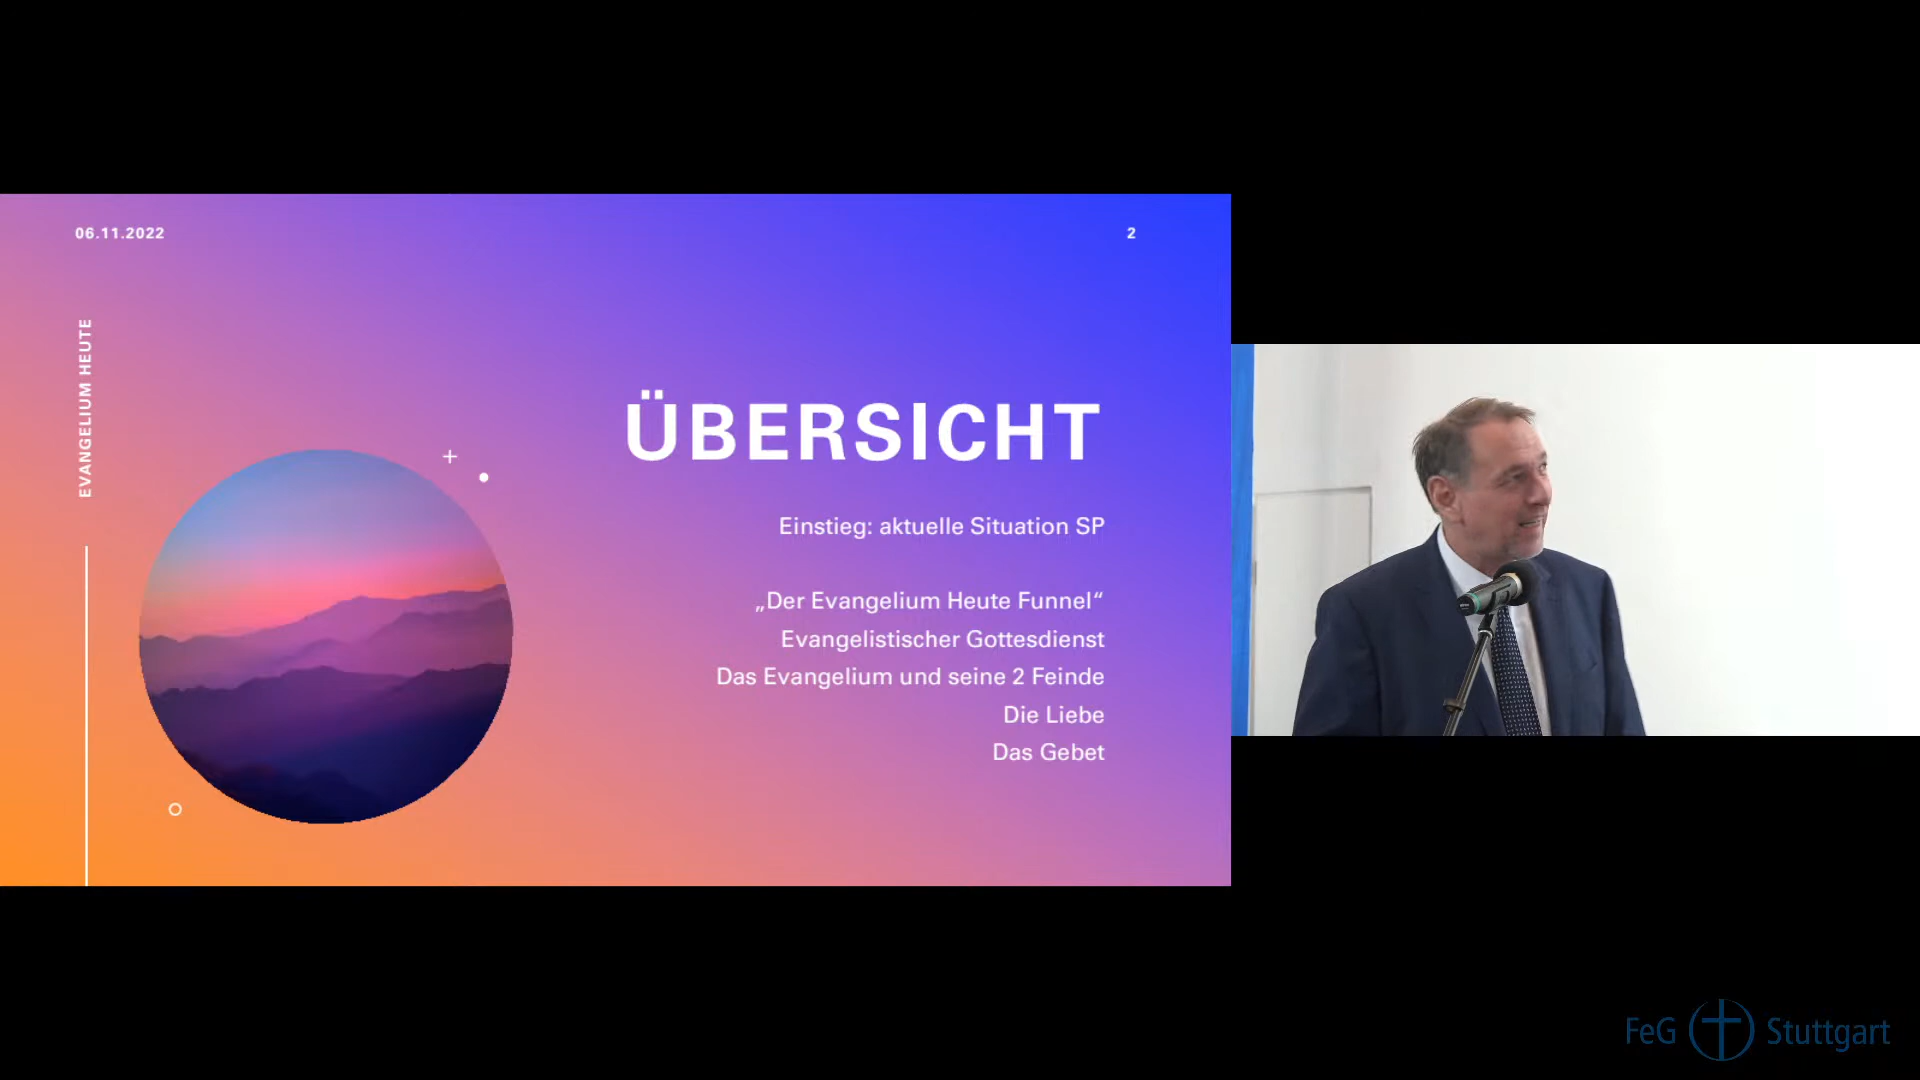 06.11.2022
2
EVANGELIUM HEUTE
ÜBERSICHT
Einstieg: aktuelle Situation SP
„Der Evangelium Heute Funnel“
Evangelistischer Gottesdienst
Das Evangelium und seine 2 Feinde
Die Liebe
Das Gebet
FeG Stuttgart